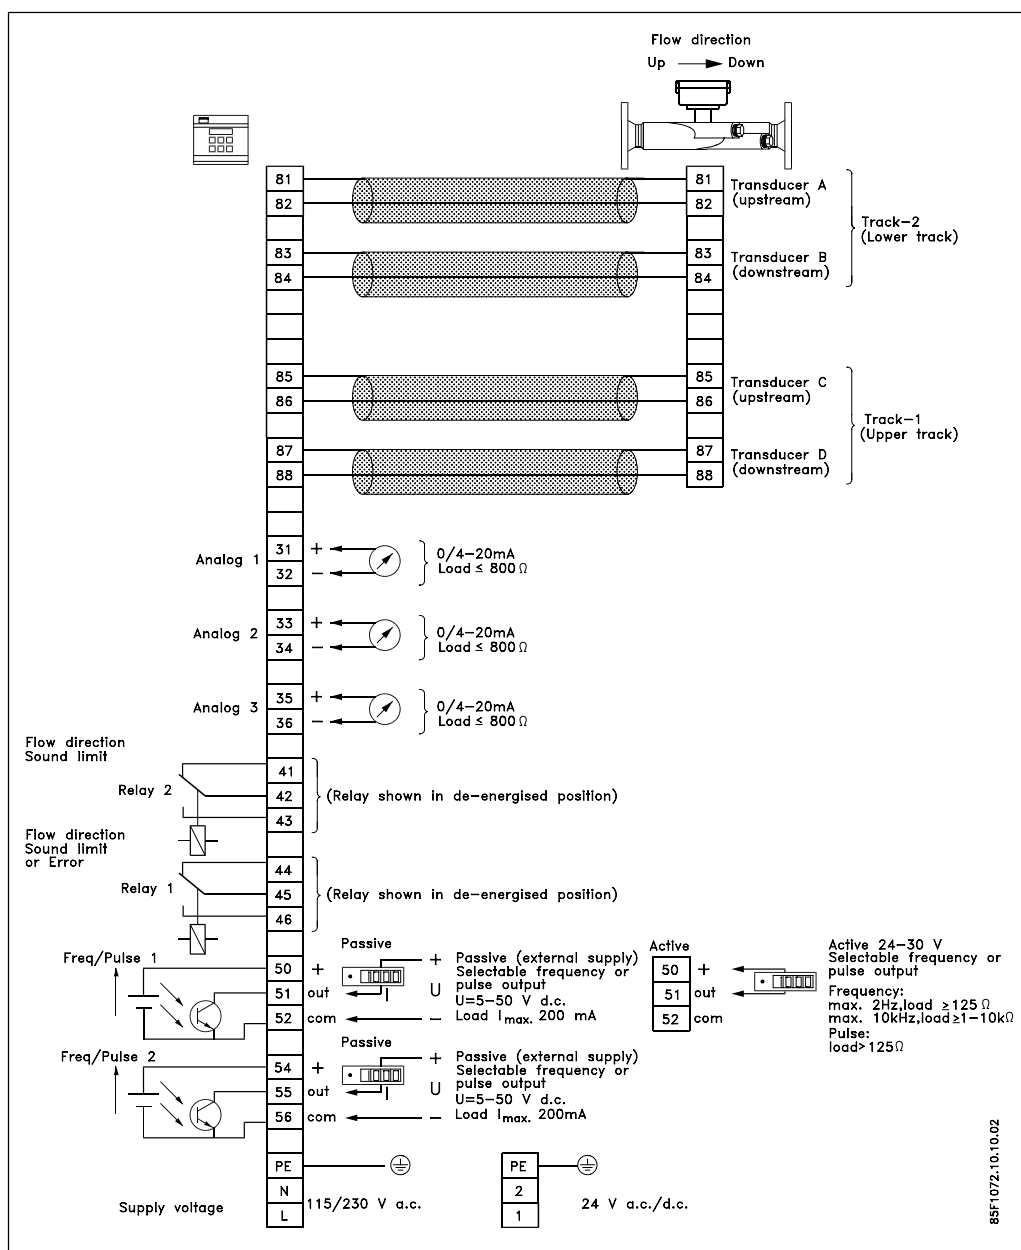 Flow direction
Up Down
81 81 Transducer A
82 82 (upstream)
Track-2
(Lower track)
83 83 Transducer B
84 84 (downstream)
85 85 Transducer C
86 86 (upstream)
Track-1
(Upper track)
87 87 Transducer D
88 88 (downstream)
Analog 1
31 +
32 -
0/4-20mA
Load ≤ 800 Ω
Analog 2
33 +
34 -
0/4-20mA
Load ≤ 800 Ω
Analog 3
35 +
36 -
0/4-20mA
Load ≤ 800 Ω
Flow direction
Sound limit
Relay 2
41
42
43
(Relay shown in de-energised position)
Flow direction
Sound limit
or Error
Relay 1
44
45
46
(Relay shown in de-energised position)
Freq/Pulse 1
50 +
51 out
52 com
Passive
I
+
U
-
Passive (external supply)
Selectable frequency or
pulse output
U=5-50 V d.c.
Load Imax. 200 mA
Active
50 +
51 out
52 com
Active 24-30 V
Selectable frequency or
pulse output
Frequency:
max. 2Hz,load ≥125 Ω
max. 10kHz,load≥1-10kΩ
Pulse:
load>125Ω
Freq/Pulse 2
54 +
55 out
56 com
Passive
I
+
U
-
Passive (external supply)
Selectable frequency or
pulse output
U=5-50 V d.c.
Load Imax. 200mA
Supply voltage
PE
N
L
115/230 V a.c.
PE
2
1
24 V a.c./d.c.
85F1072.10.10.02